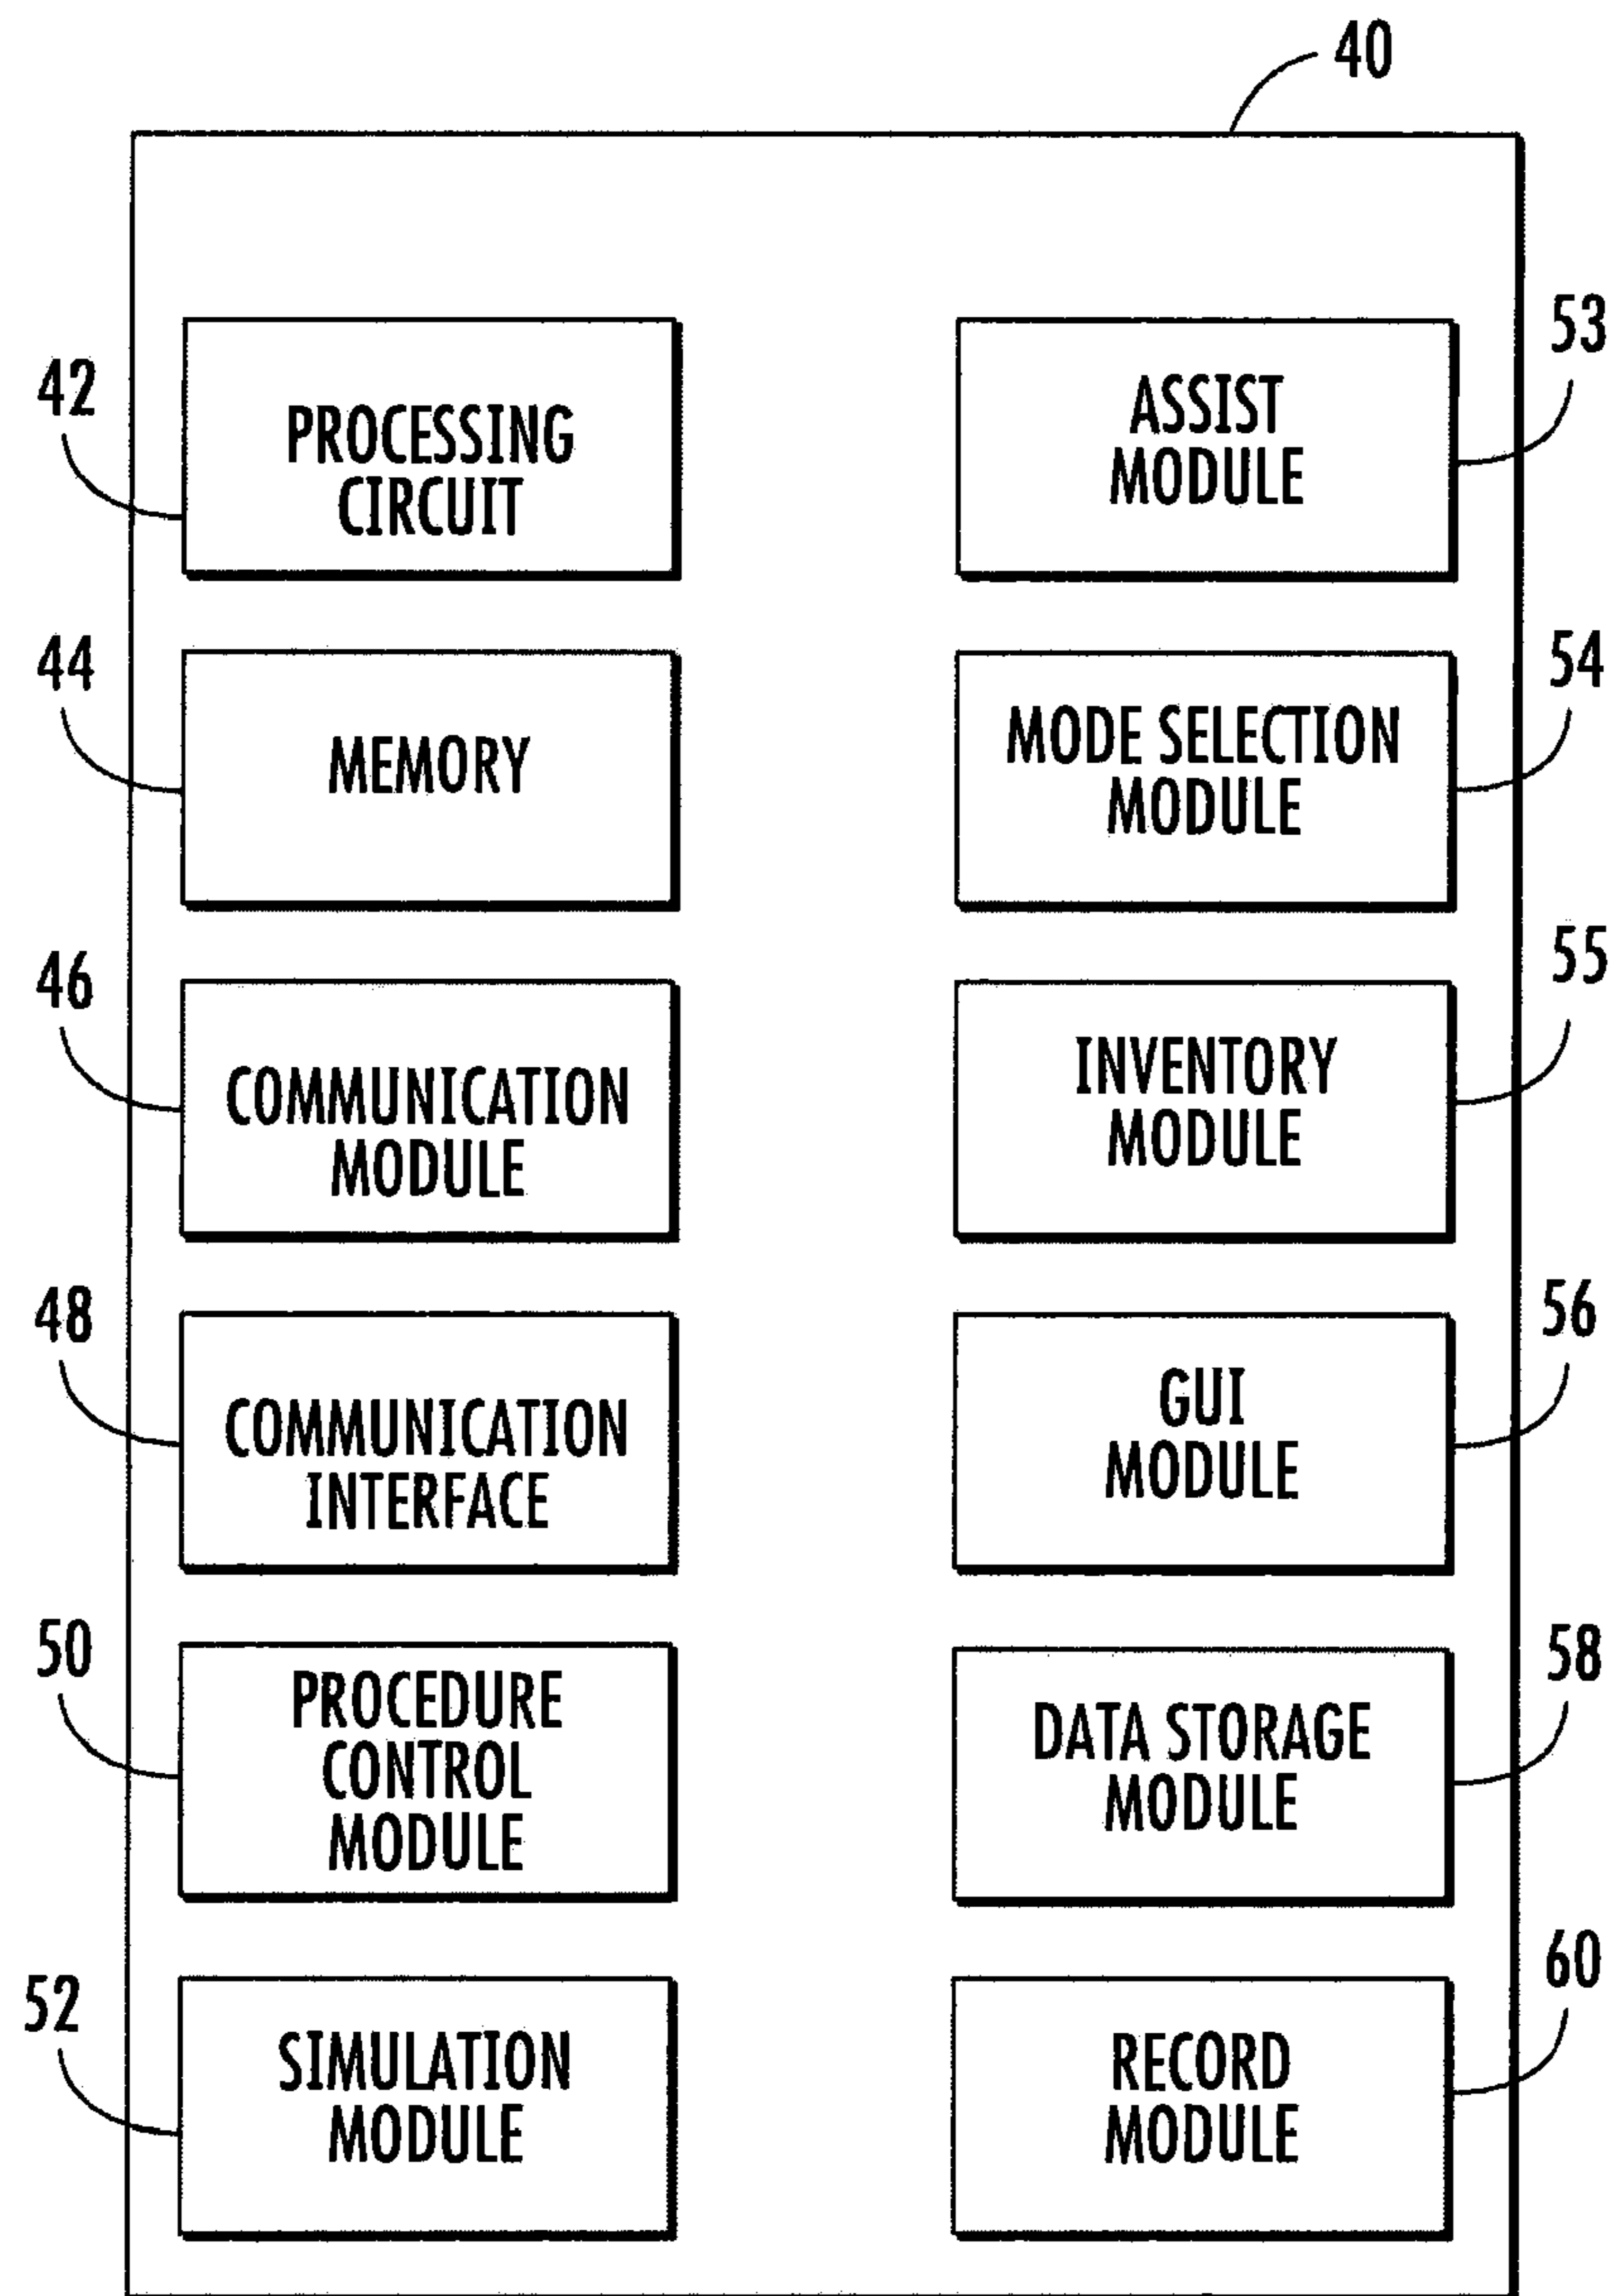 40
42
PROCESSING
CIRCUIT
44
MEMORY
46
COMMUNICATION
MODULE
48
COMMUNICATION
INTERFACE
50
PROCEDURE
CONTROL
MODULE
52
SIMULATION
MODULE
53
ASSIST
MODULE
54
MODE SELECTION
MODULE
55
INVENTORY
MODULE
56
GUI
MODULE
58
DATA STORAGE
MODULE
60
RECORD
MODULE